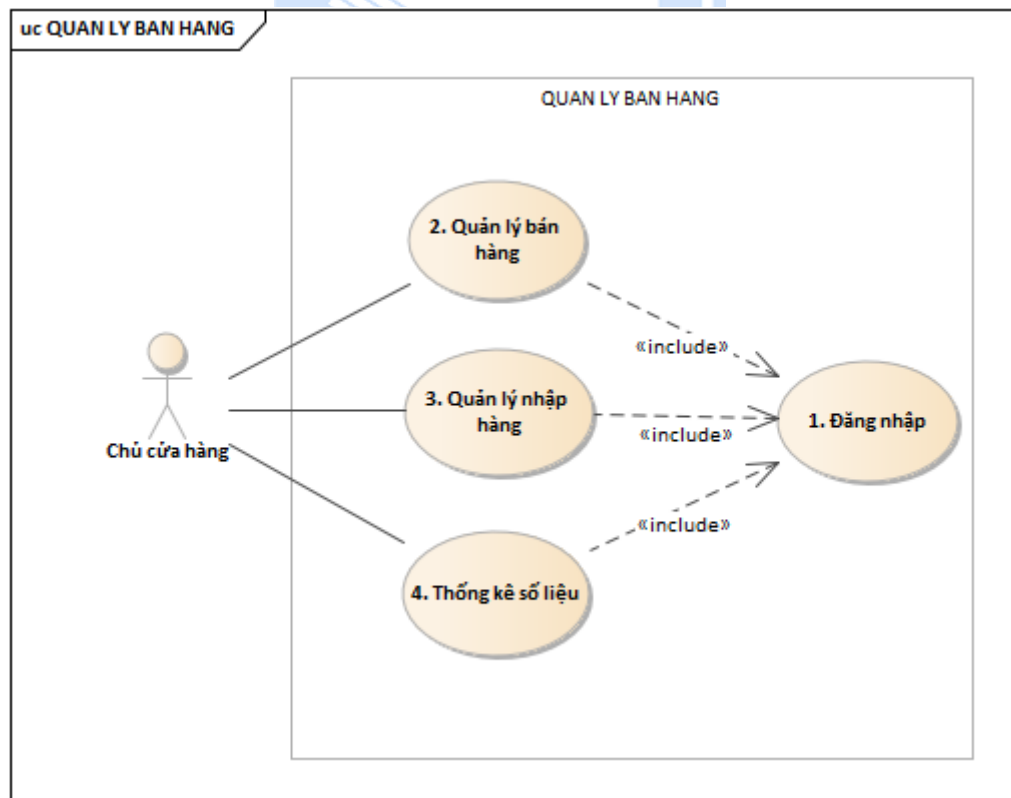 uc QUAN LY BAN HANG
QUAN LY BAN HANG
2. Quản lý bán
hàng
«include»
3. Quản lý nhập
hàng
«include»
1. Đăng nhập
Chủ cửa hàng
«include»
4. Thống kê số liệu